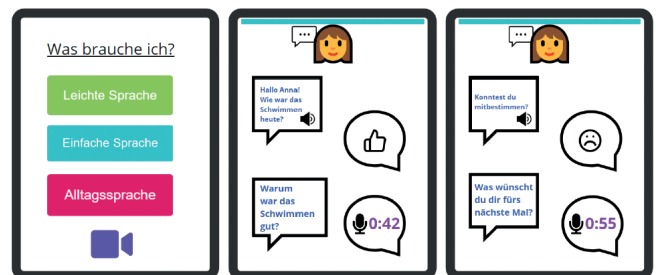 Was brauche ich?
Leichte Sprache
Einfache Sprache
Alltagssprache
Hallo Anna!
Wie war das
Schwimmen
heute?
Warum
war das
Schwimmen
gut?
0:42
Konntest du
mitbestimmen?
Was wünscht
du dir fürs
nächste Mal?
0:55